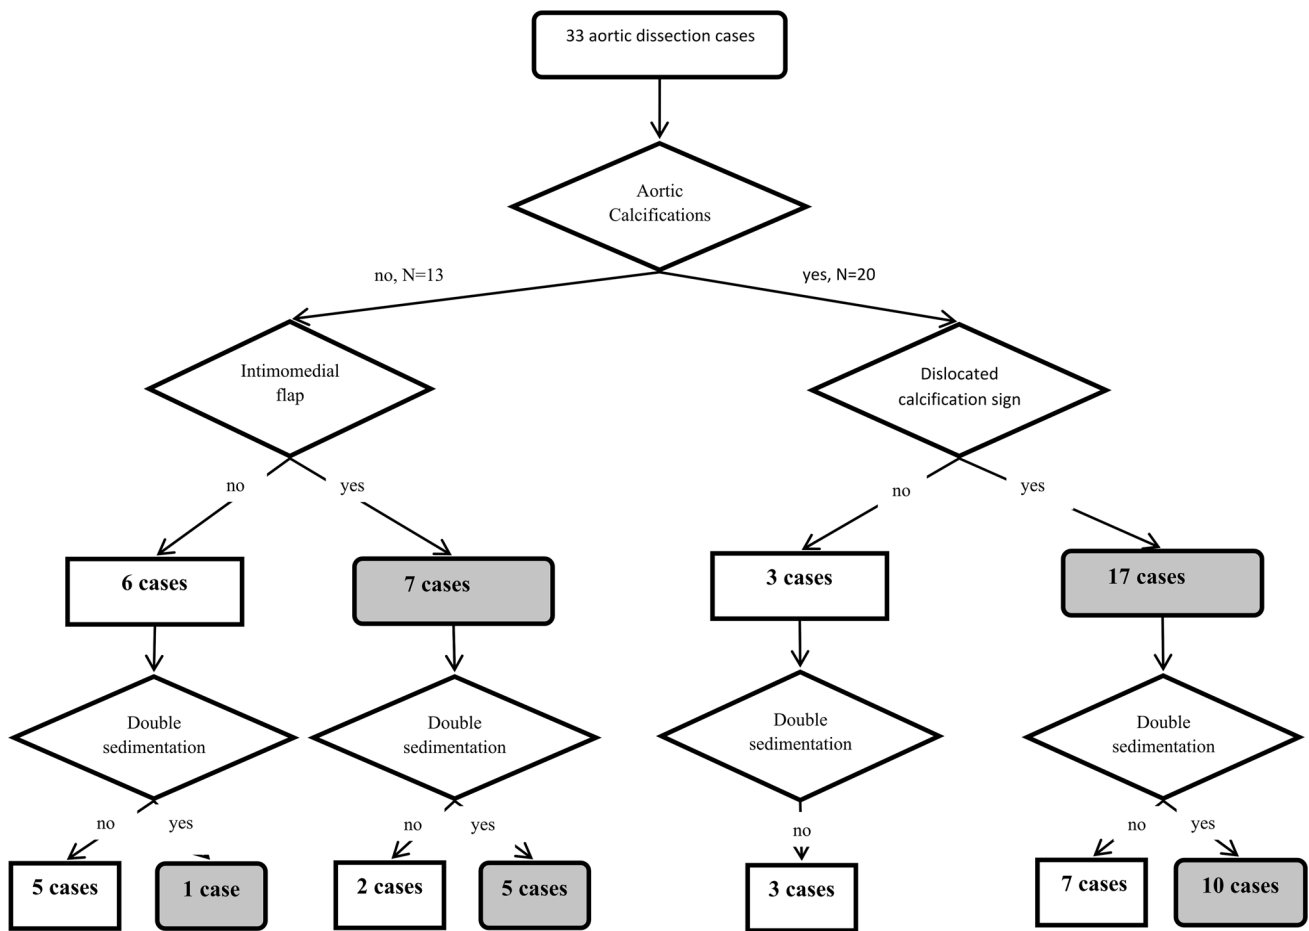 33 aortic dissection cases
Aortic
Calcifications
no, N=13
yes, N=20
Intimomedial
flap
Dislocated
calcification sign
no
yes
no
yes
6 cases
7 cases
3 cases
17 cases
Double
sedimentation
Double
sedimentation
Double
sedimentation
Double
sedimentation
no
yes
no
yes
no
no
yes
5 cases
1 case
2 cases
5 cases
3 cases
7 cases
10 cases